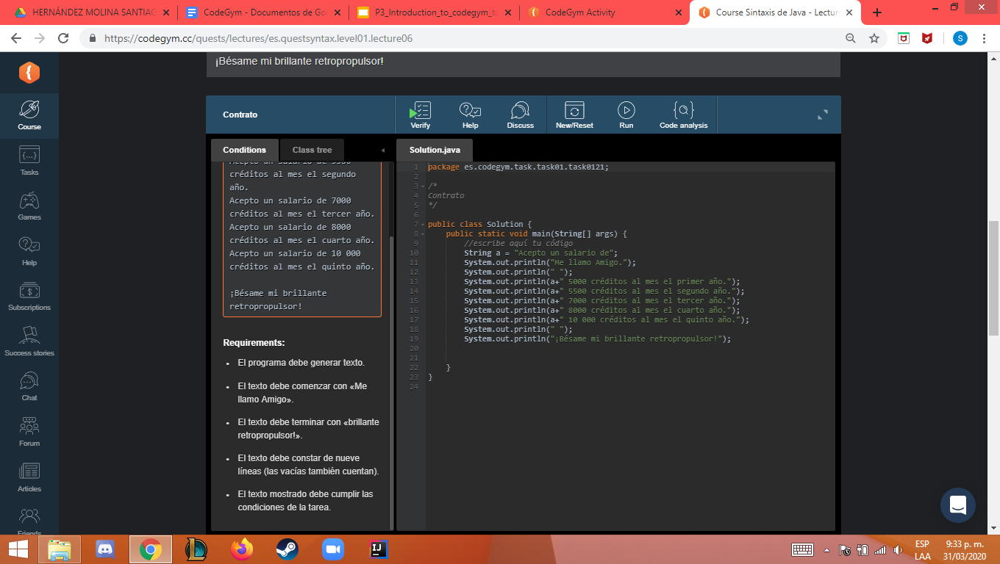 HERNÁNDEZ MOLINA SANTIAG
CodeGym - Documentos de Go
P3_Introduction_to_codegym_to
CodeGym Activity
Course Sintaxis de Java - Lectur
https://codegym.cc/quests/lectures/es.questsyntax.level01.lecture06
S
¡Bésame mi brillante retropropulsor!
Course
Tasks
Games
Help
Subscriptions
Success stories
Chat
Forum
Articles
Friends
Contrato
Verify
Help
Discuss
New/Reset
Run
Code analysis
Conditions
Class tree
Acepto un salario de 5500
créditos al mes el segundo
año.
Acepto un salario de 7000
créditos al mes el tercer año.
Acepto un salario de 8000
créditos al mes el cuarto año.
Acepto un salario de 10 000
créditos al mes el quinto año.
¡Bésame mi brillante
retropropulsor!
Requirements:
• El programa debe generar texto.
• El texto debe comenzar con «Me
llamo Amigo».
• El texto debe terminar con «brillante
retropropulsor!».
• El texto debe constar de nueve
líneas (las vacías también cuentan).
• El texto mostrado debe cumplir las
condiciones de la tarea.
Solution.java
1 package es.codegym.task.task01.task0121;
2
3 /*
4 Contrato
5 */
6
7 public class Solution {
8 public static void main(String[] args) {
9 //escribe aquí tu código
10 String a = "Acepto un salario de";
11 System.out.println("Me llamo Amigo.");
12 System.out.println(" ");
13 System.out.println(a+" 5000 créditos al mes el primer año.");
14 System.out.println(a+" 5500 créditos al mes el segundo año.");
15 System.out.println(a+" 7000 créditos al mes el tercer año.");
16 System.out.println(a+" 8000 créditos al mes el cuarto año.");
17 System.out.println(a+" 10 000 créditos al mes el quinto año.");
18 System.out.println(" ");
19 System.out.println("¡Bésame mi brillante retropropulsor!");
20
21
22 }
23 }
24
ESP
LAA
9:33 p. m.
31/03/2020